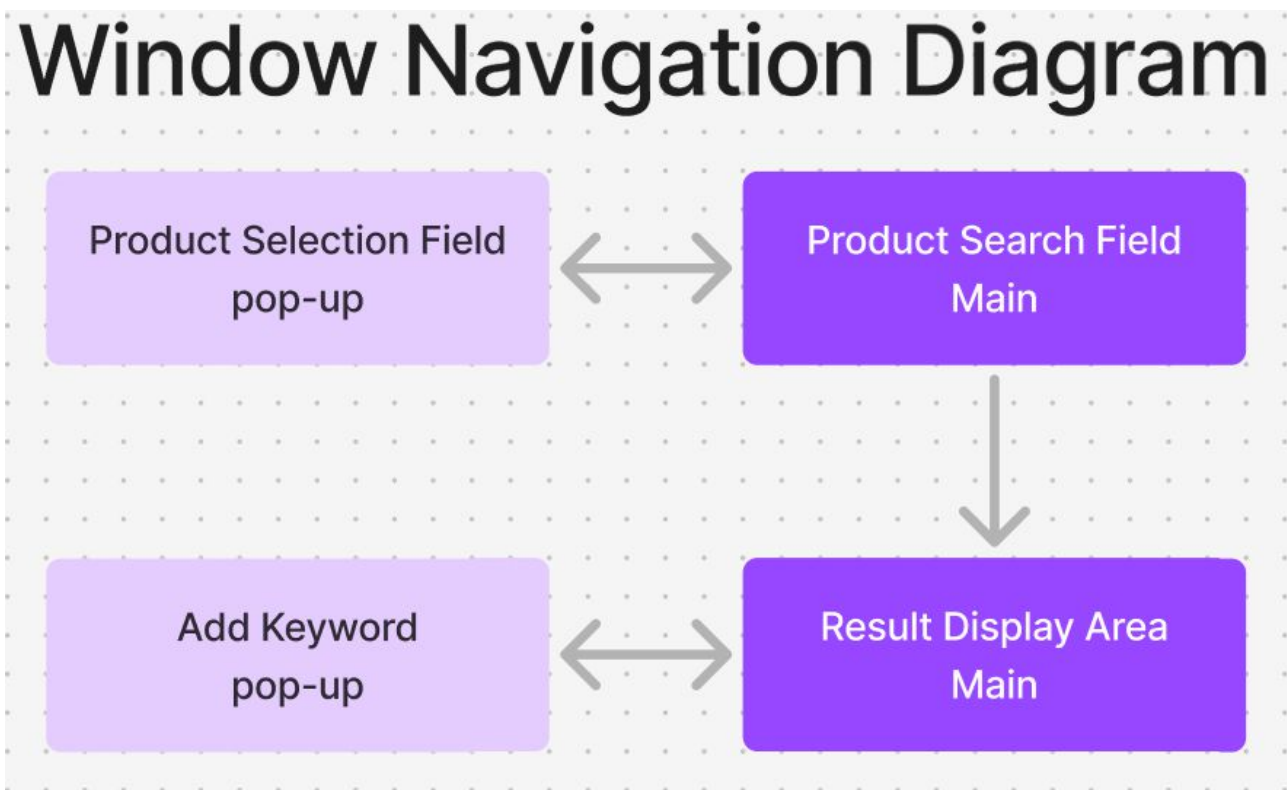 Window Navigation Diagram
Product Selection Field
pop-up
Product Search Field
Main
Add Keyword
pop-up
Result Display Area
Main